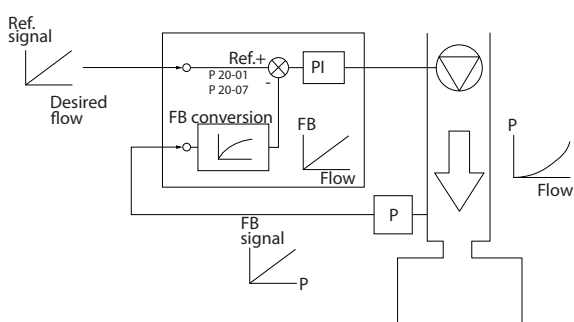 Ref.
signal
Desired
flow
Ref.+
P 20-01
P 20-07
-
PI
FB conversion
FB
Flow
P
Flow
P
FB
signal
P